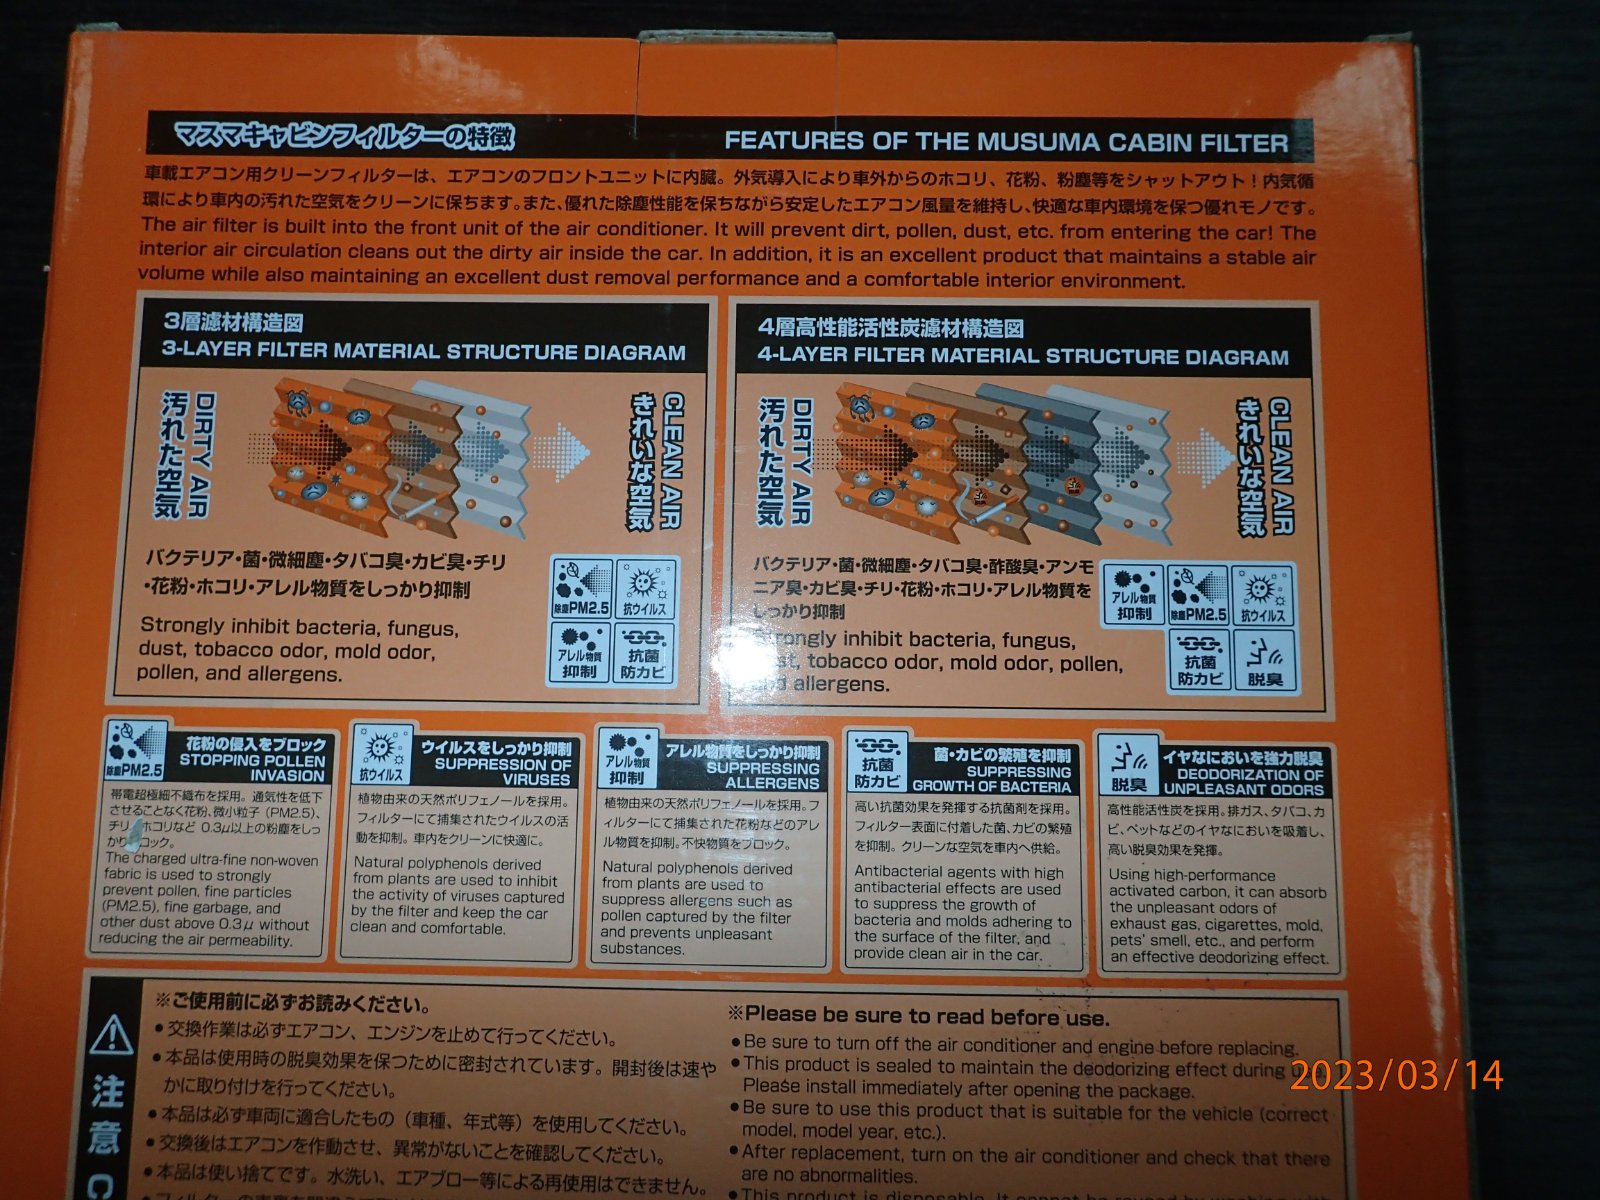 マスマキャビンフィルターの特徴
FEATURES OF THE MUSUMA CABIN FILTER
車載エアコン用クリーンフィルターは、エアコンのフロントユニットに内臓。外気導入により車外からのホコリ、花粉、粉塵等をシャットアウト！内気循
環により車内の汚れた空気をクリーンに保ちます。また、優れた除塵性能を保ちながら安定したエアコン風量を維持し、快適な車内環境を保つ優れモノです。
The air filter is built into the front unit of the air conditioner. It will prevent dirt, pollen, dust, etc. from entering the car! The
interior air circulation cleans out the dirty air inside the car. In addition, it is an excellent product that maintains a stable air
volume while also maintaining an excellent dust removal performance and a comfortable interior environment.
3層濾材構造図
3-LAYER FILTER MATERIAL STRUCTURE DIAGRAM
DIRTY AIR
汚れた空気
CLEAN AIR
きれいな空気
バクテリア・菌・微細塵・タバコ臭・カビ臭・チリ
・花粉・ホコリ・アレル物質をしっかり抑制
Strongly inhibit bacteria, fungus,
dust, tobacco odor, mold odor,
pollen, and allergens.
除塵PM2.5
抗ウイルス
アレル物質
抑制
抗菌
防カビ
4層高性能活性炭濾材構造図
4-LAYER FILTER MATERIAL STRUCTURE DIAGRAM
DIRTY AIR
汚れた空気
CLEAN AIR
きれいな空気
バクテリア・菌・微細塵・タバコ臭・酢酸臭・アンモ
ニア臭・カビ臭・チリ・花粉・ホコリ・アレル物質を
しっかり抑制
Strongly inhibit bacteria, fungus,
dust, tobacco odor, mold odor, pollen,
and allergens.
アレル物質
抑制
除塵PM2.5
抗ウイルス
抗菌
防カビ
脱臭
除塵PM2.5
花粉の侵入をブロック
STOPPING POLLEN
INVASION
帯電超極細不織布を採用。通気性を低下
させることなく花粉、微小粒子（PM2.5）、
チリ、ホコリなど 0.3μ以上の粉塵をしっ
かりブロック。
The charged ultra-fine non-woven
fabric is used to strongly
prevent pollen, fine particles
(PM2.5), fine garbage, and
other dust above 0.3μ without
reducing the air permeability.
抗ウイルス
ウイルスをしっかり抑制
SUPPRESSION OF
VIRUSES
植物由来の天然ポリフェノールを採用。
フィルターにて捕集されたウイルスの活
動を抑制。車内をクリーンに快適に。
Natural polyphenols derived
from plants are used to inhibit
the activity of viruses captured
by the filter and keep the car
clean and comfortable.
アレル物質
抑制
アレル物質をしっかり抑制
SUPPRESSING
ALLERGENS
植物由来の天然ポリフェノールを採用。フ
ィルターにて捕集された花粉などのアレ
ル物質を抑制。不快物質をブロック。
Natural polyphenols derived
from plants are used to
suppress allergens such as
pollen captured by the filter
and prevents unpleasant
substances.
抗菌
防カビ
菌・カビの繁殖を抑制
SUPPRESSING
GROWTH OF BACTERIA
高い抗菌効果を発揮する抗菌剤を採用。
フィルター表面に付着した菌、カビの繁殖
を抑制。クリーンな空気を車内へ供給。
Antibacterial agents with high
antibacterial effects are used
to suppress the growth of
bacteria and molds adhering to
the surface of the filter, and
provide clean air in the car.
脱臭
イヤなにおいを強力脱臭
DEODORIZATION OF
UNPLEASANT ODORS
高性能活性炭を採用。排ガス、タバコ、カ
ビ、ペットなどのイヤなにおいを吸着し、
高い脱臭効果を発揮。
Using high-performance
activated carbon, it can absorb
the unpleasant odors of
exhaust gas, cigarettes, mold,
pets' smell, etc., and perform
an effective deodorizing effect.
注意
※ご使用前に必ずお読みください。
●交換作業は必ずエアコン、エンジンを止めて行ってください。
●本品は使用時の脱臭効果を保つために密封されています。開封後は速や
かに取り付けを行ってください。
●本品は必ず車両に適合したもの（車種、年式等）を使用してください。
●交換後はエアコンを作動させ、異常がないことを確認してください。
●本品は使い捨てです。水洗い、エアブロー等による再使用はできません。
※Please be sure to read before use.
●Be sure to turn off the air conditioner and engine before replacing.
●This product is sealed to maintain the deodorizing effect during
Please install immediately after opening the package.
●Be sure to use this product that is suitable for the vehicle (correct
model, model year, etc.).
●After replacement, turn on the air conditioner and check that there
are no abnormalities.
●This product is disposable. It cannot be
2023/03/14